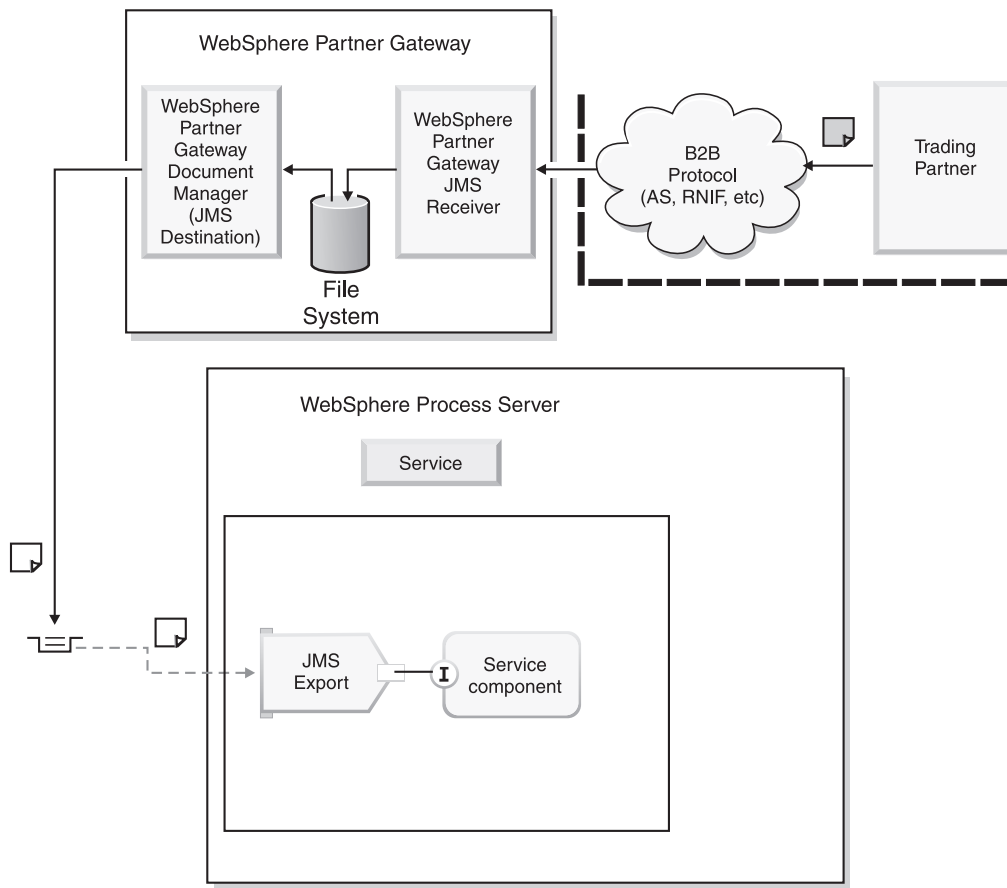 WebSphere Partner Gateway
WebSphere
Partner
Gateway
Document
Manager
(JMS
Destination)
WebSphere
Partner
Gateway
JMS
Receiver
File
System
B2B
Protocol
(AS, RNIF, etc)
Trading
Partner
WebSphere Process Server
Service
JMS
Export
I
Service
component